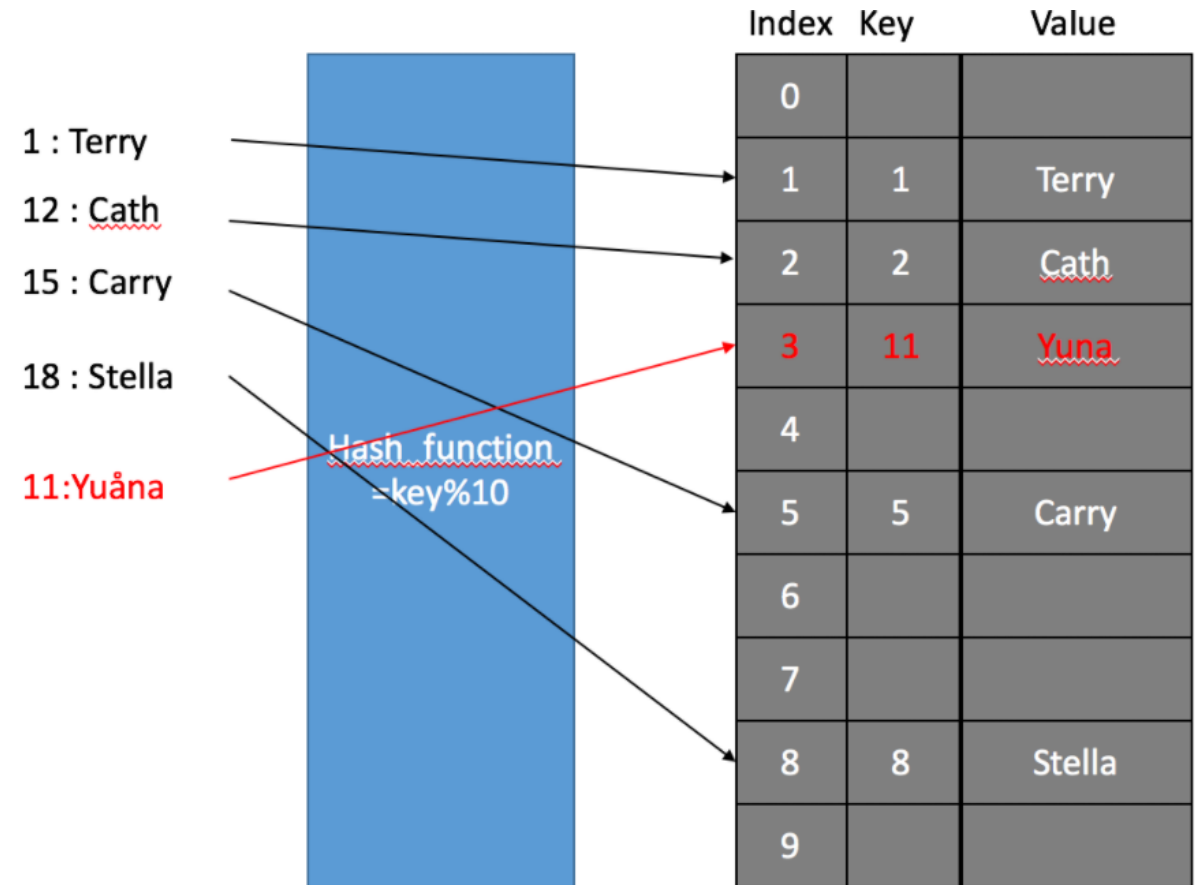 Index Key Value
1 : Terry
12 : Cath
15 : Carry
18 : Stella
11:Yuåna
Hash function
=key%10
0
1 1 Terry
2 2 Cath
3 11 Yuna
4
5 5 Carry
6
7
8 8 Stella
9